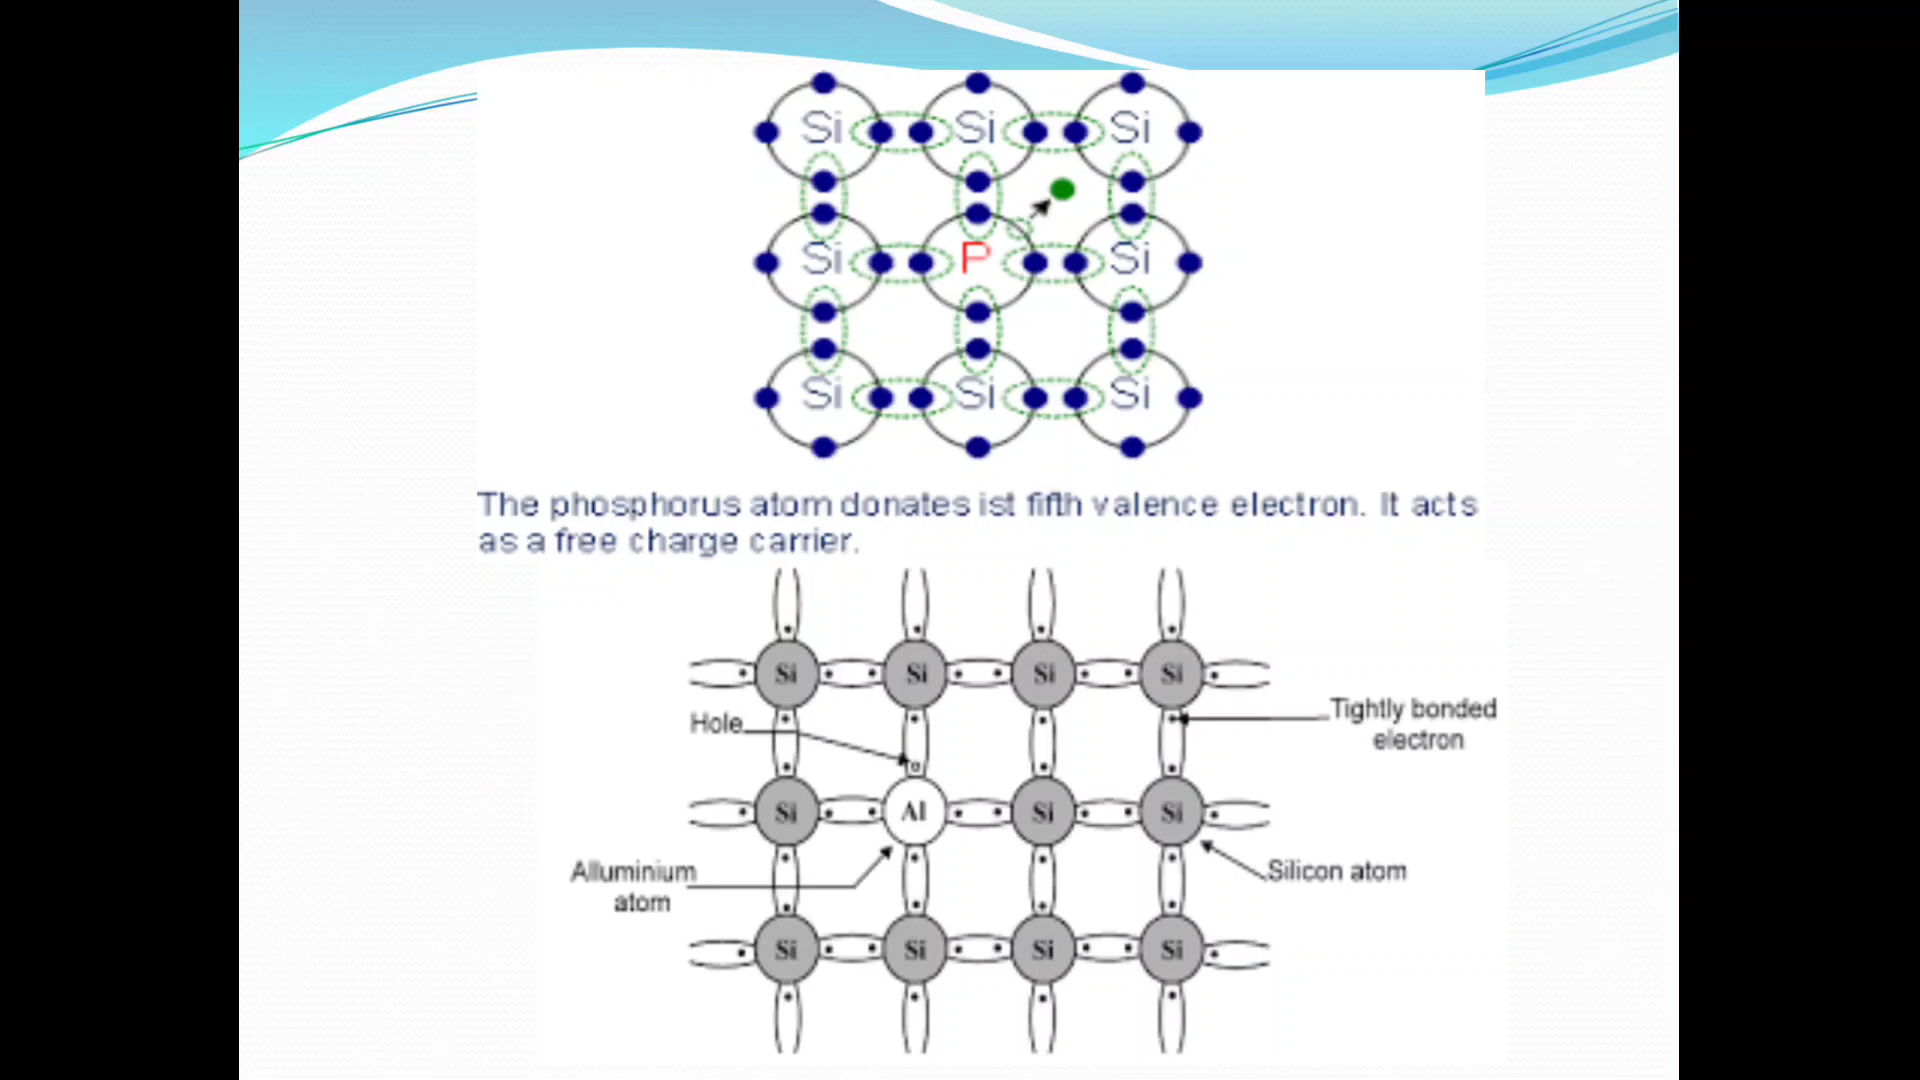 Si Si Si
Si P Si
Si Si Si
The phosphorus atom donates ist fifth valence electron. It acts
as a free charge carrier.
Si Si Si Si
Hole
Tightly bonded
electron
Si Al Si Si
Alluminium
atom
Silicon atom
Si Si Si Si